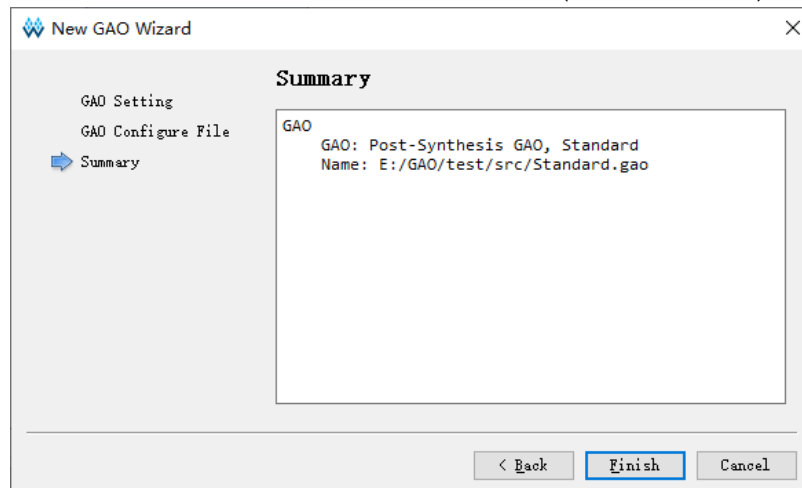 New GAO Wizard
GAO Setting
GAO Configure File
Summary
Summary
GAO
GAO: Post-Synthesis GAO, Standard
Name: E:/GAO/test/src/Standard.gao
< Back
Finish
Cancel